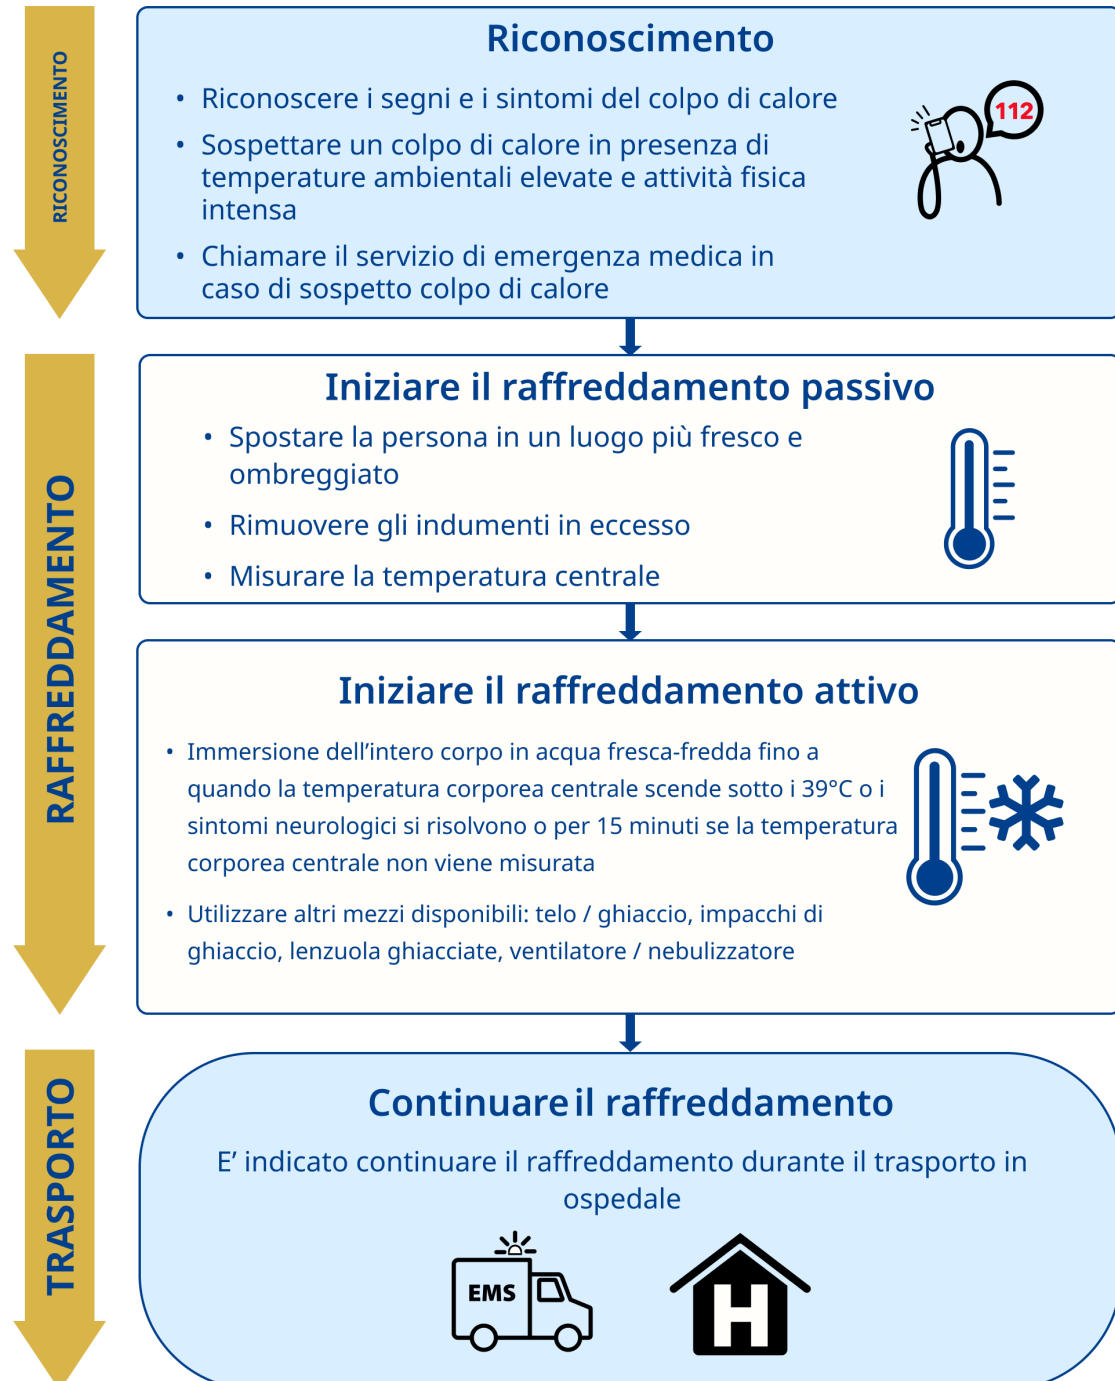 RICONOSCIMENTO
Riconoscimento
• Riconoscere i segni e i sintomi del colpo di calore
• Sospettare un colpo di calore in presenza di
temperature ambientali elevate e attività fisica
intensa
• Chiamare il servizio di emergenza medica in
caso di sospetto colpo di calore
112
RAFFREDDAMENTO
Iniziare il raffreddamento passivo
• Spostare la persona in un luogo più fresco e
ombreggiato
• Rimuovere gli indumenti in eccesso
• Misurare la temperatura centrale
Iniziare il raffreddamento attivo
• Immersione dell’intero corpo in acqua fresca-fredda fino a
quando la temperatura corporea centrale scende sotto i 39°C o i
sintomi neurologici si risolvono o per 15 minuti se la temperatura
corporea centrale non viene misurata
• Utilizzare altri mezzi disponibili: telo / ghiaccio, impacchi di
ghiaccio, lenzuola ghiacciate, ventilatore / nebulizzatore
TRASPORTO
Continuare il raffreddamento
E’ indicato continuare il raffreddamento durante il trasporto in
ospedale
EMS
H